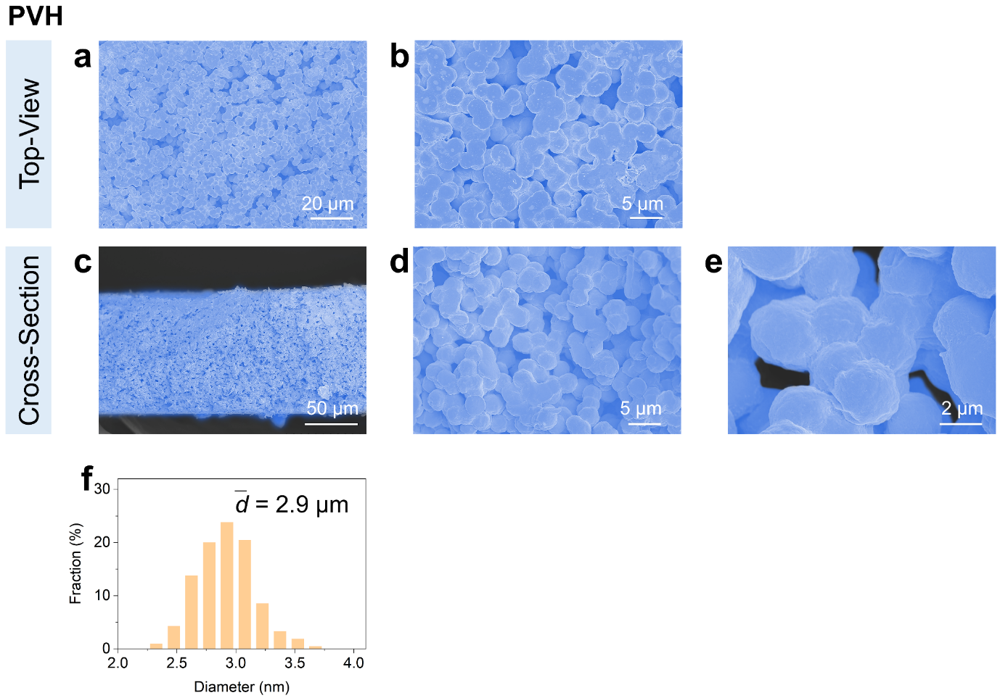 PVH
Top-View
a
20 μm
b
5 μm
Cross-Section
c
50 μm
d
5 μm
e
2 μm
f
d̅ = 2.9 μm
Fraction (%)
30
20
10
0
2.0 2.5 3.0 3.5 4.0
Diameter (nm)